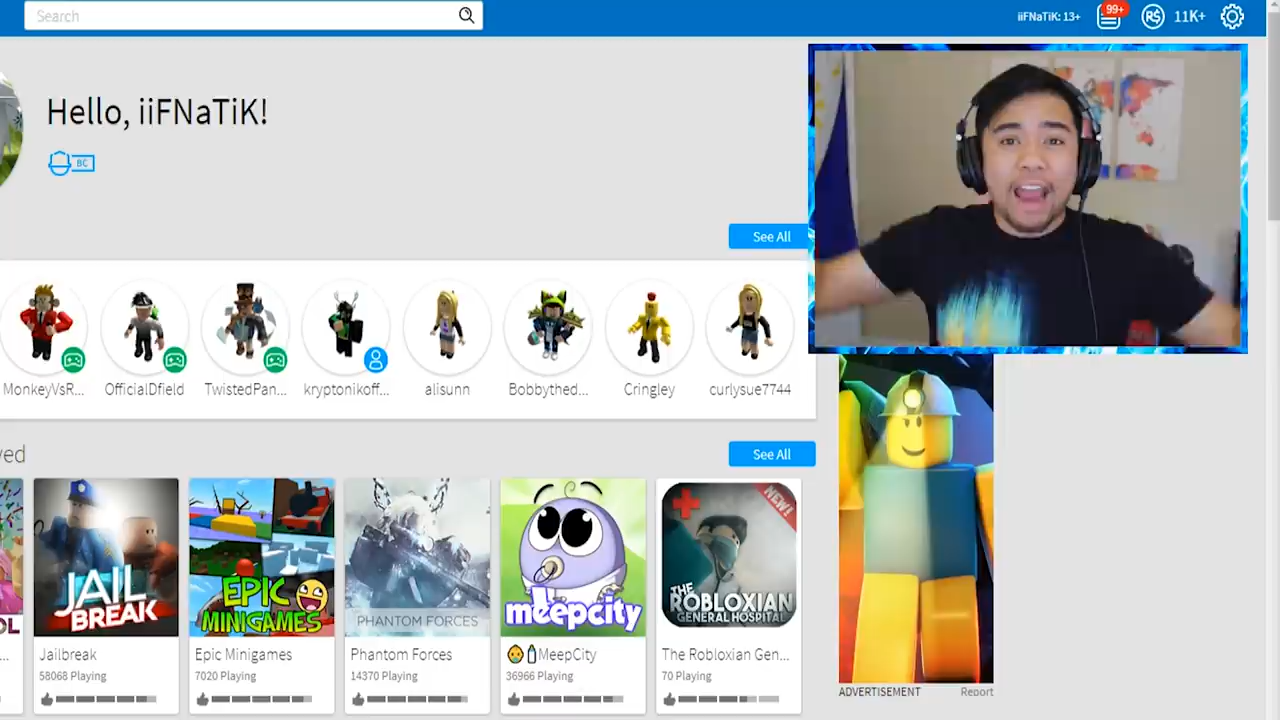 Search
iiFNaTiK: 13+
99+
R$
11K+
Hello, iiFNaTiK!
BC
See All
MonkeyVsR...
OfficialDfield
TwistedPan...
kryptonikoff...
alisunn
Bobbythed...
Cringley
curlysue7744
ved
See All
JAIL
BREAK
EPIC
MINIGAMES
PHANTOM FORCES
meepcity
NEW!
THE
ROBLOXIAN
GENERAL HOSPITAL
...
Jailbreak
58068 Playing
Epic Minigames
7020 Playing
Phantom Forces
14370 Playing
MeepCity
36966 Playing
The Robloxian Gen...
70 Playing
ADVERTISEMENT
Report